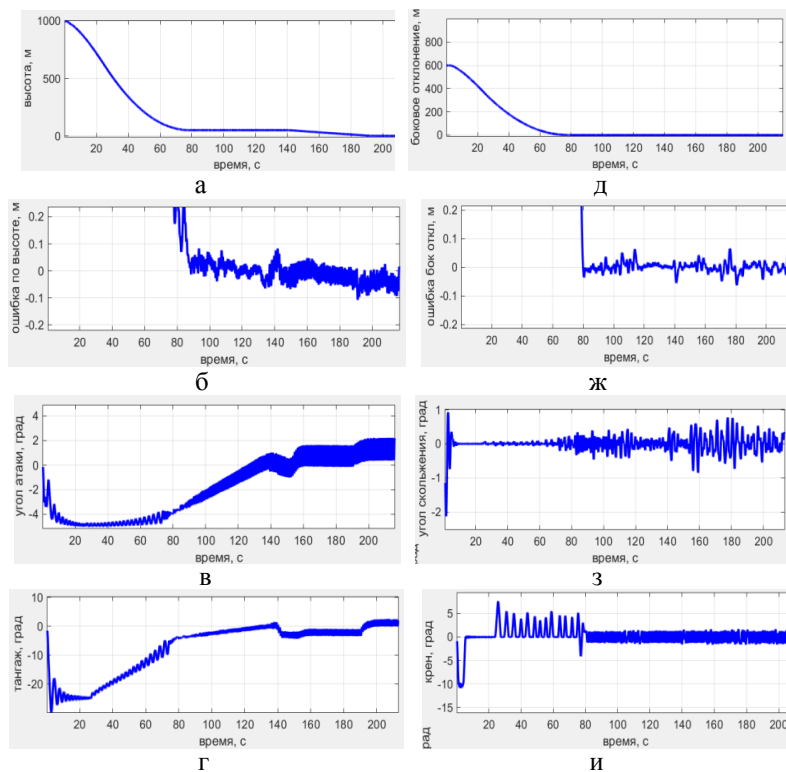 высота, м
1000
500
0
20 40 60 80 100 120 140 160 180 200
время, с
а
боковое отклонение, м
800
600
400
200
0
20 40 60 80 100 120 140 160 180 200
время, с
д
ошибка по высоте, м
0.2
0.1
0
-0.1
-0.2
20 40 60 80 100 120 140 160 180 200
время, с
б
ошибка бок откл, м
0.2
0.1
0
-0.1
-0.2
20 40 60 80 100 120 140 160 180 200
время, с
ж
угол атаки, град
4
2
0
-2
-4
20 40 60 80 100 120 140 160 180 200
время, с
в
угол скольжения, град
1
0
-1
-2
20 40 60 80 100 120 140 160 180 200
время, с
з
тангаж, град
10
0
-10
-20
20 40 60 80 100 120 140 160 180 200
время, с
г
крен, град
5
0
-5
-10
-15
20 40 60 80 100 120 140 160 180 200
время, с
рад
и